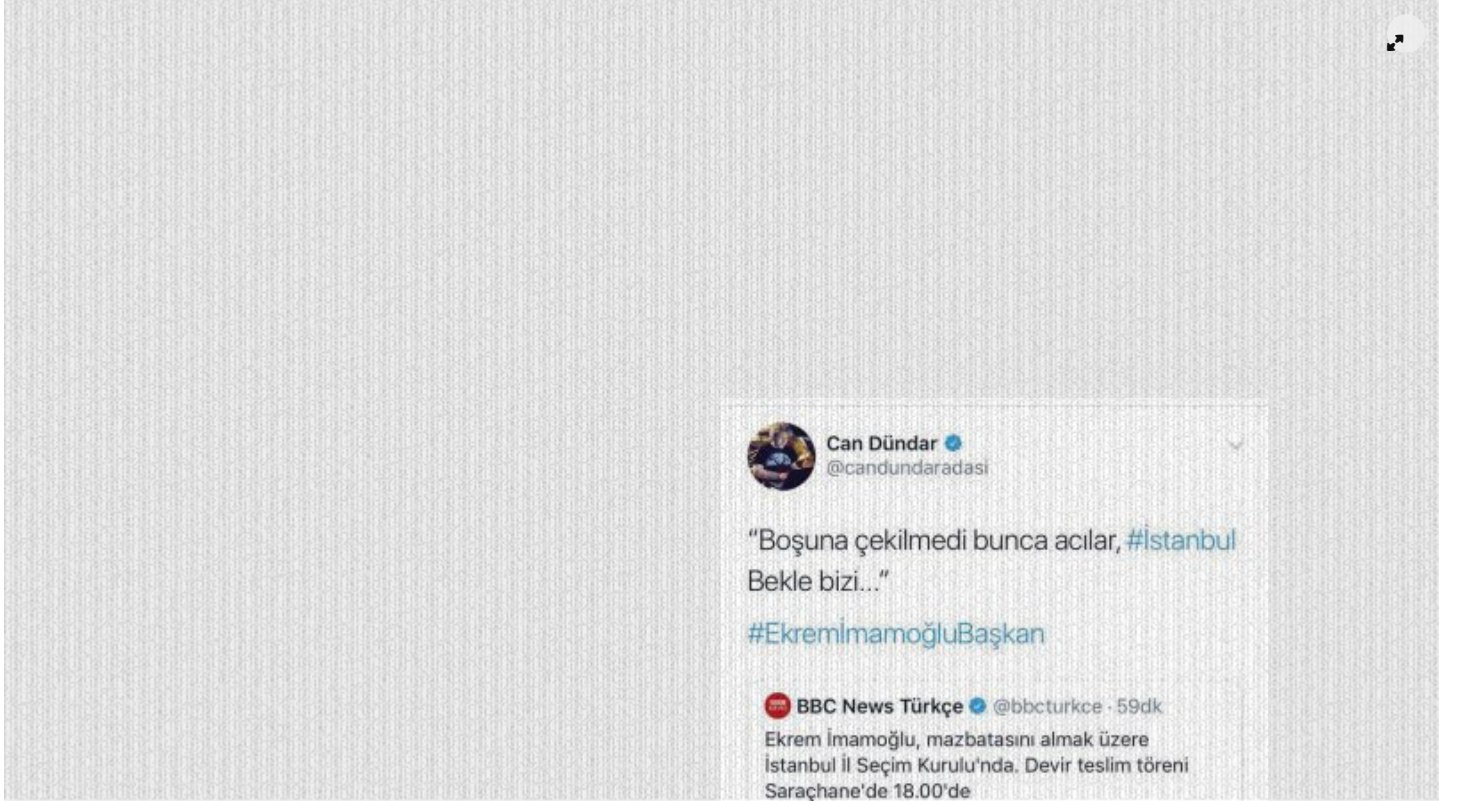 Can Dündar
@candundaradasi
“Boşuna çekilmedi bunca acılar, #İstanbul
Bekle bizi...”
#EkremİmamoğluBaşkan
BBC News Türkçe @bbcturkce · 59dk
Ekrem İmamoğlu, mazbatasını almak üzere
İstanbul İl Seçim Kurulu'nda. Devir teslim töreni
Saraçhane'de 18.00'de